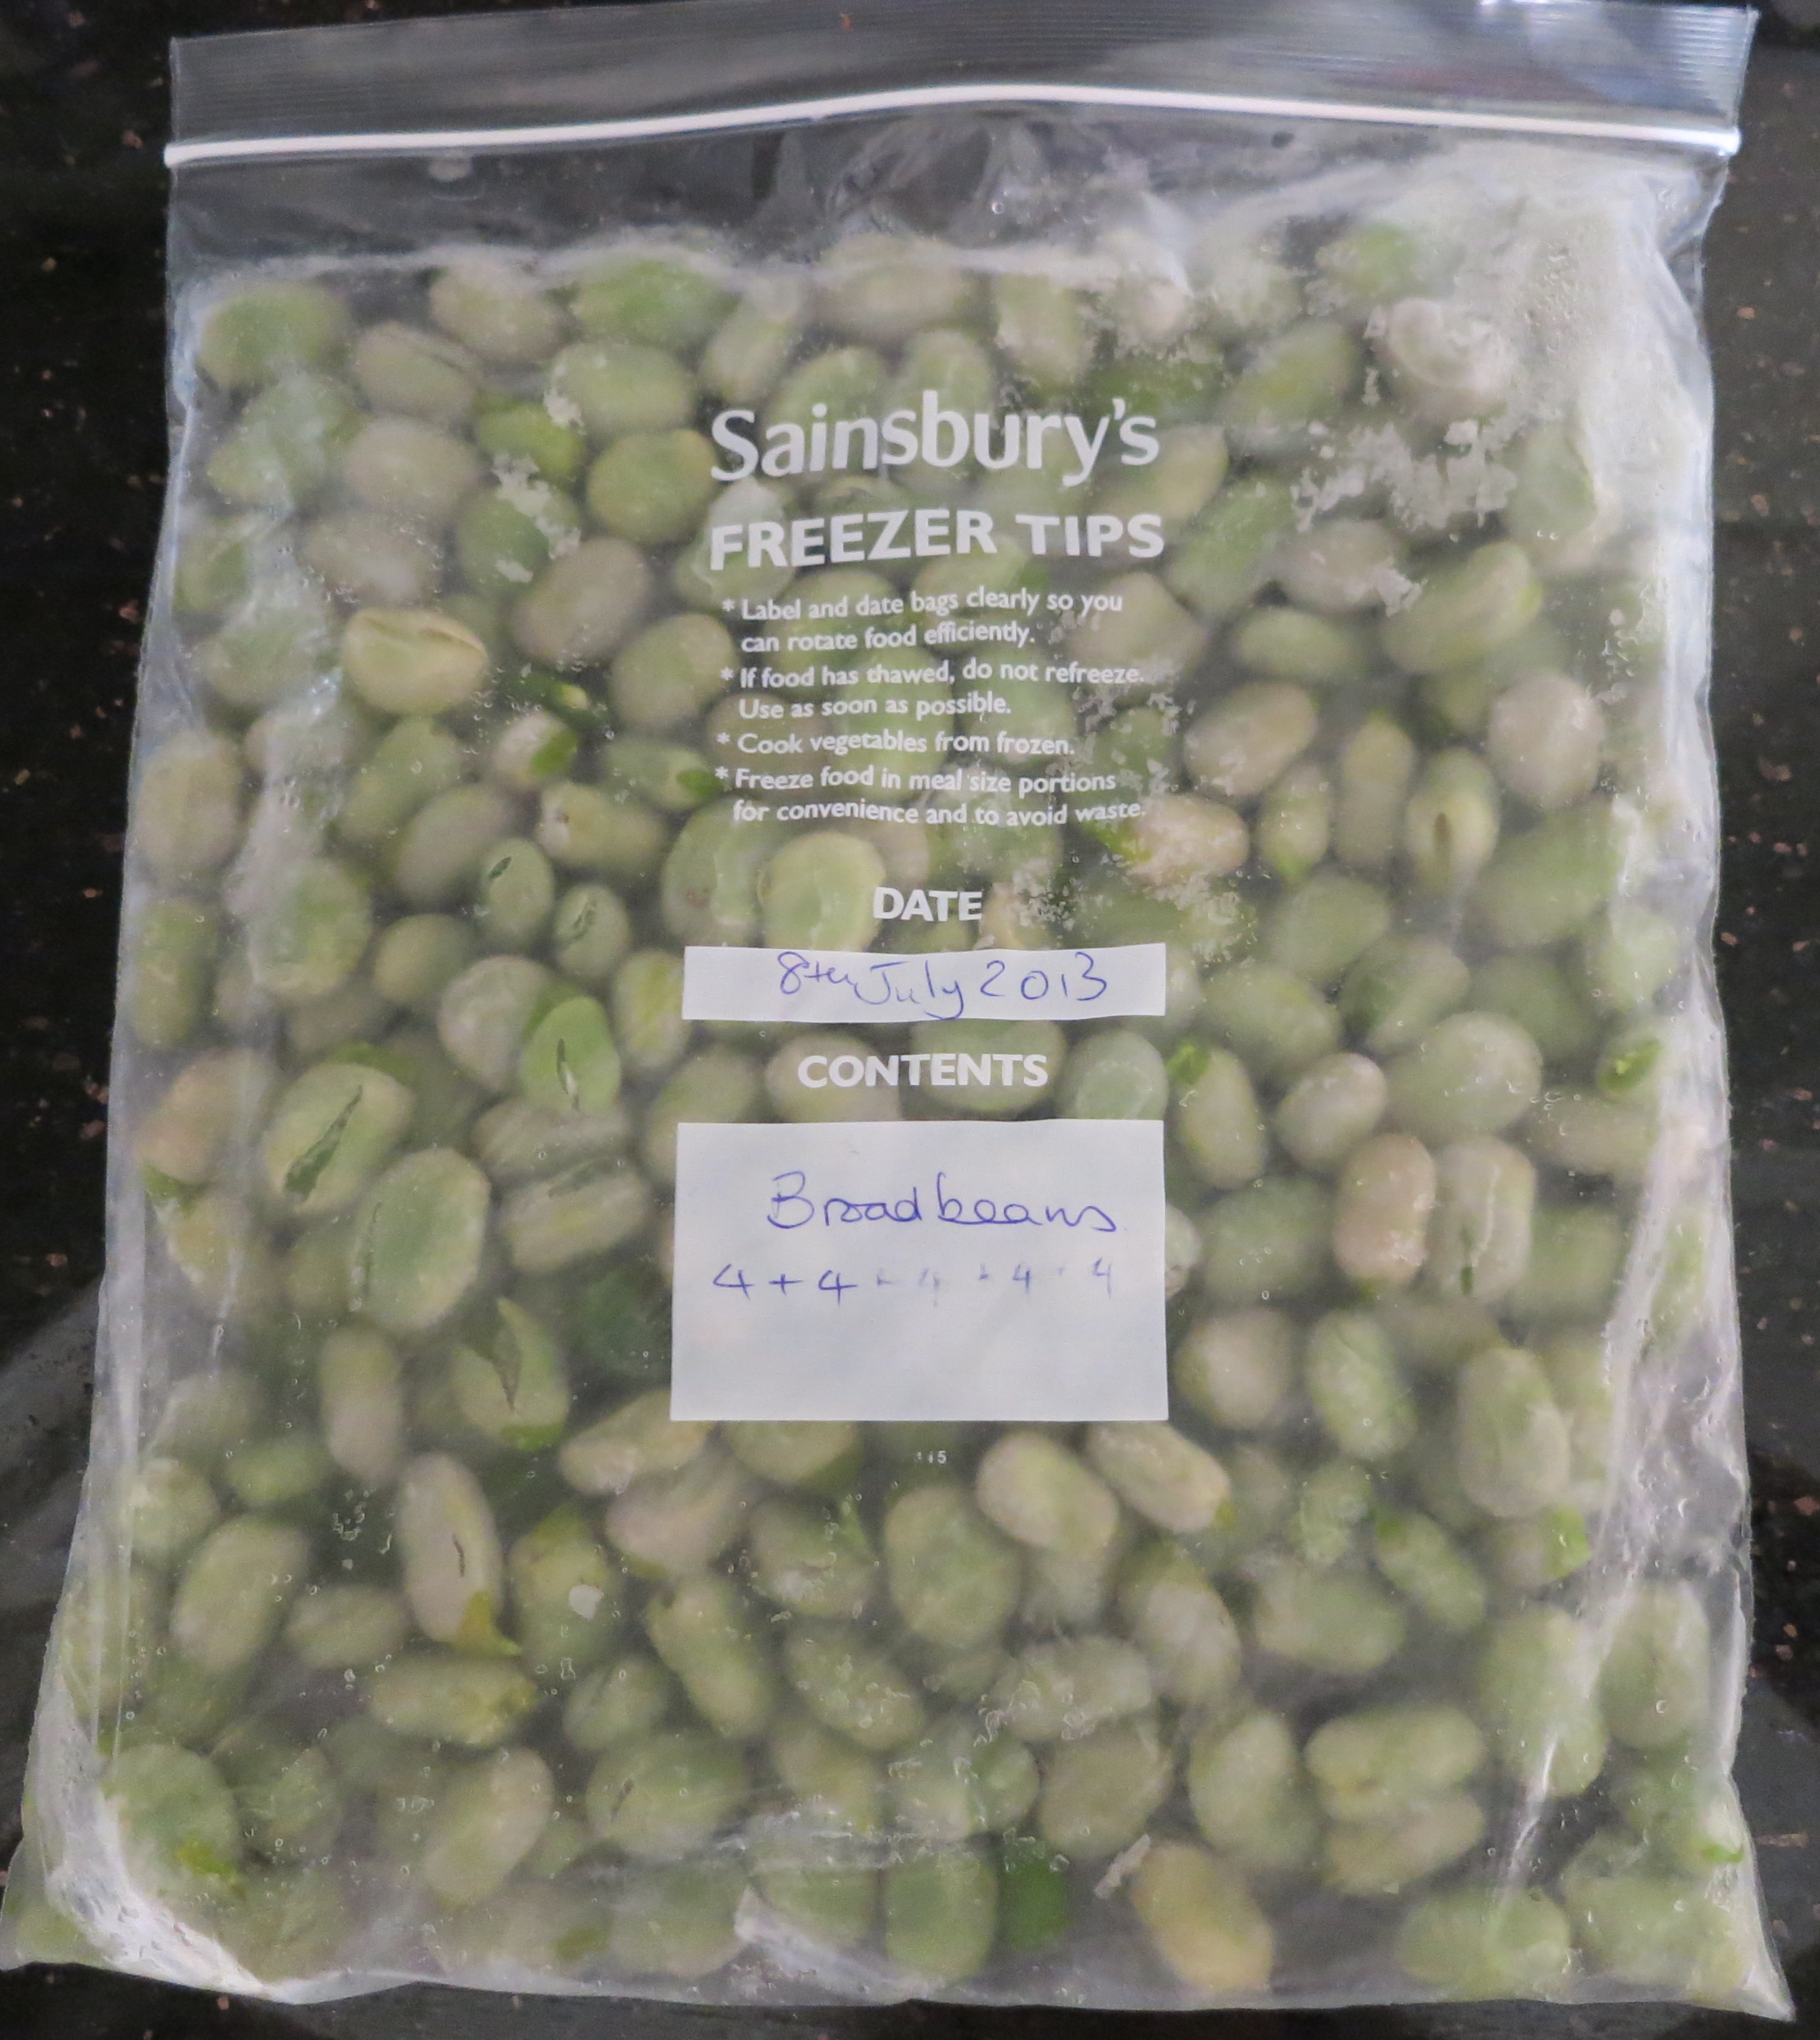 Sainsbury's
FREEZER TIPS
* Label and date bags clearly so you
can rotate food efficiently.
* If food has thawed, do not refreeze.
Use as soon as possible.
* Cook vegetables from frozen.
* Freeze food in meal size portions
for convenience and to avoid waste.
DATE
8th July 2013
CONTENTS
Broad beans
4 + 4 + 4 + 4 + 4